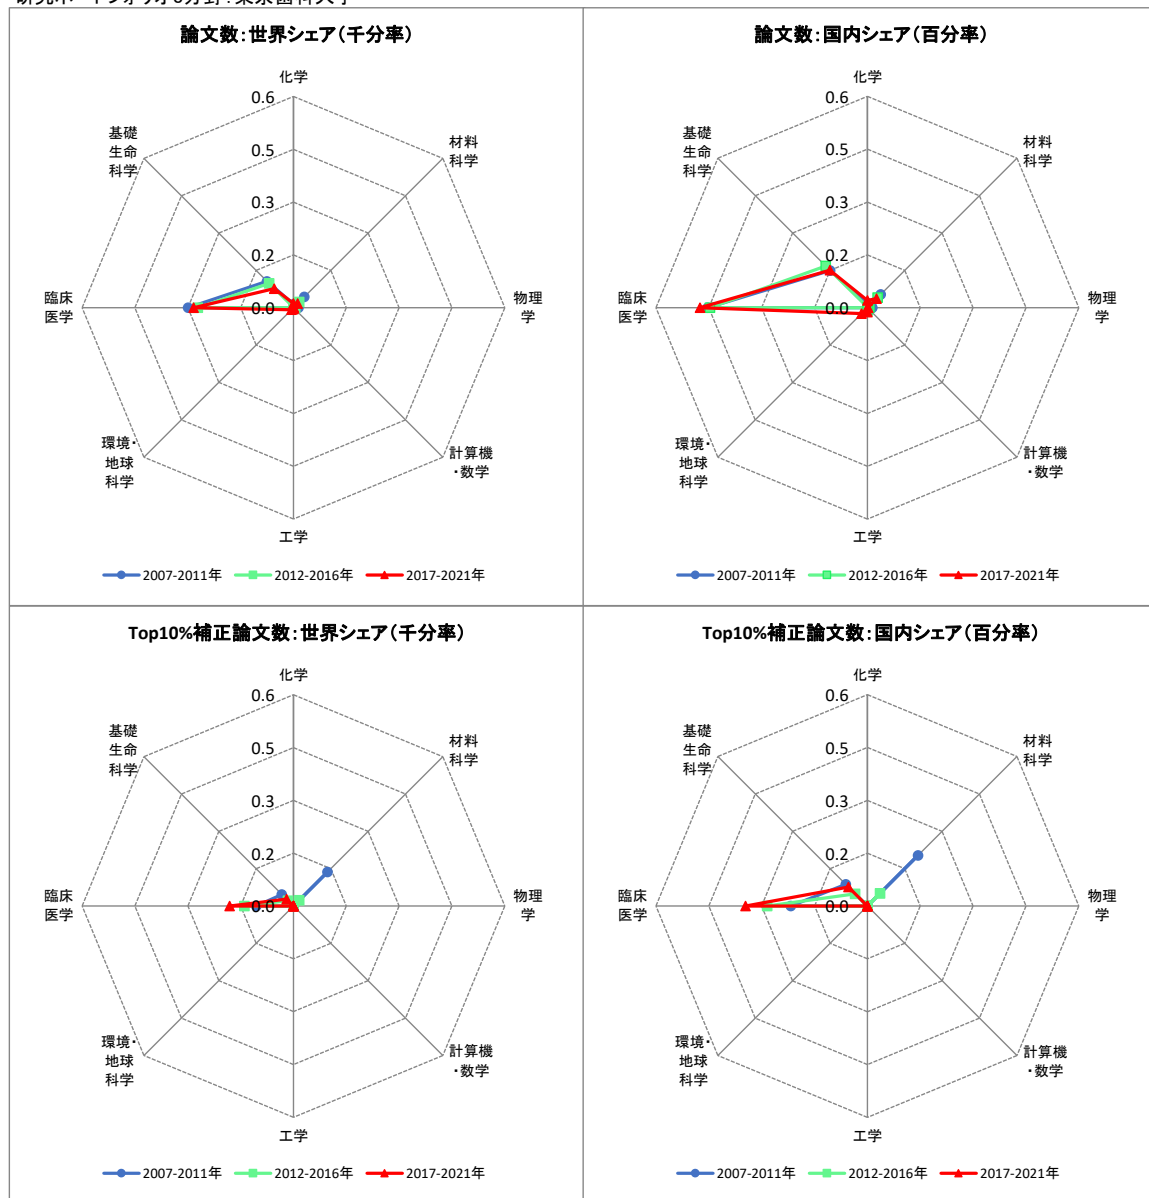 論文数:世界シェア(千分率)
化学
0.6
0.5
0.3
0.2
0.0
基礎
生命
科学
材料
科学
臨床
医学
物理
学
環境・
地球
科学
計算機
・数学
工学
2007-2011年
2012-2016年
2017-2021年
論文数:国内シェア(百分率)
化学
0.6
0.5
0.3
0.2
0.0
基礎
生命
科学
材料
科学
臨床
医学
物理
学
環境・
地球
科学
計算機
・数学
工学
2007-2011年
2012-2016年
2017-2021年
Top10%補正論文数:世界シェア(千分率)
化学
0.6
0.5
0.3
0.2
0.0
基礎
生命
科学
材料
科学
臨床
医学
物理
学
環境・
地球
科学
計算機
・数学
工学
2007-2011年
2012-2016年
2017-2021年
Top10%補正論文数:国内シェア(百分率)
化学
0.6
0.5
0.3
0.2
0.0
基礎
生命
科学
材料
科学
臨床
医学
物理
学
環境・
地球
科学
計算機
・数学
工学
2007-2011年
2012-2016年
2017-2021年